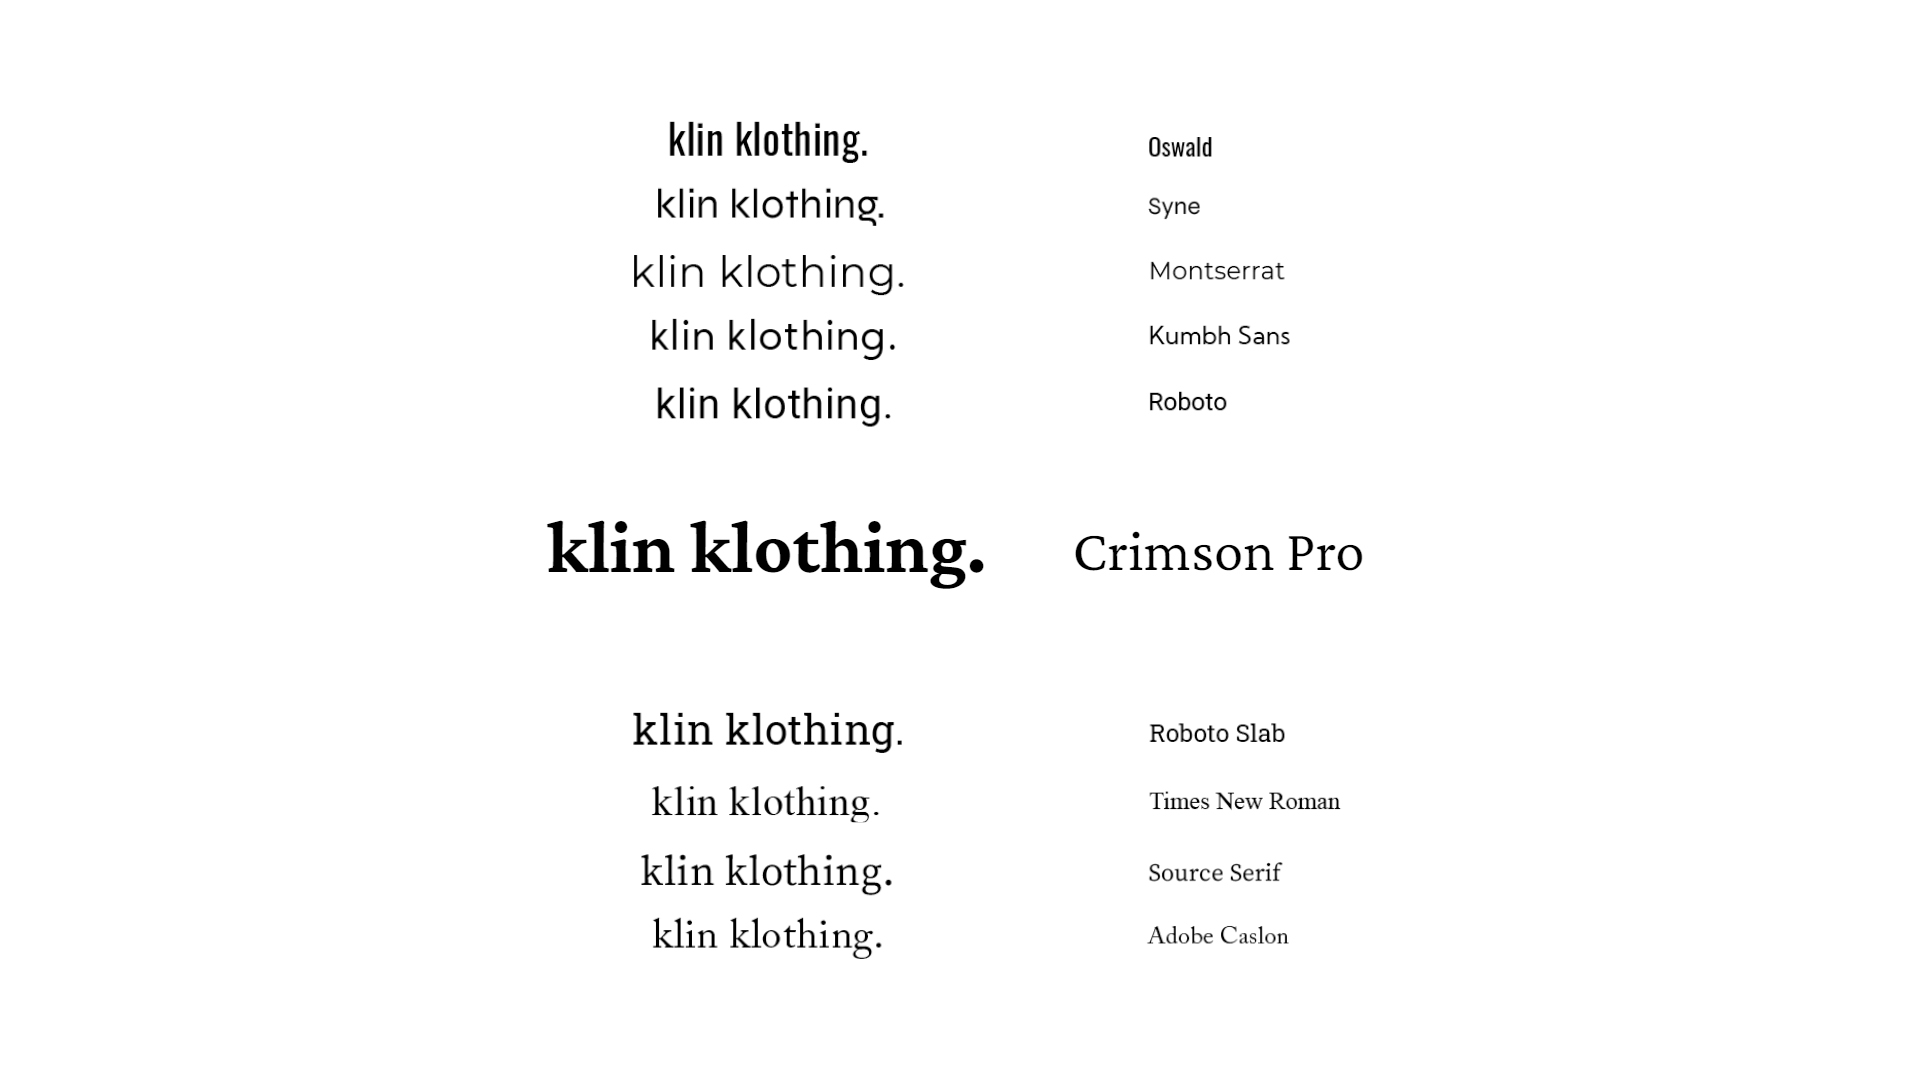 klin klothing. Oswald
klin klothing. Syne
klin klothing. Montserrat
klin klothing. Kumbh Sans
klin klothing. Roboto
klin klothing. Crimson Pro
klin klothing. Roboto Slab
klin klothing. Times New Roman
klin klothing. Source Serif
klin klothing. Adobe Caslon